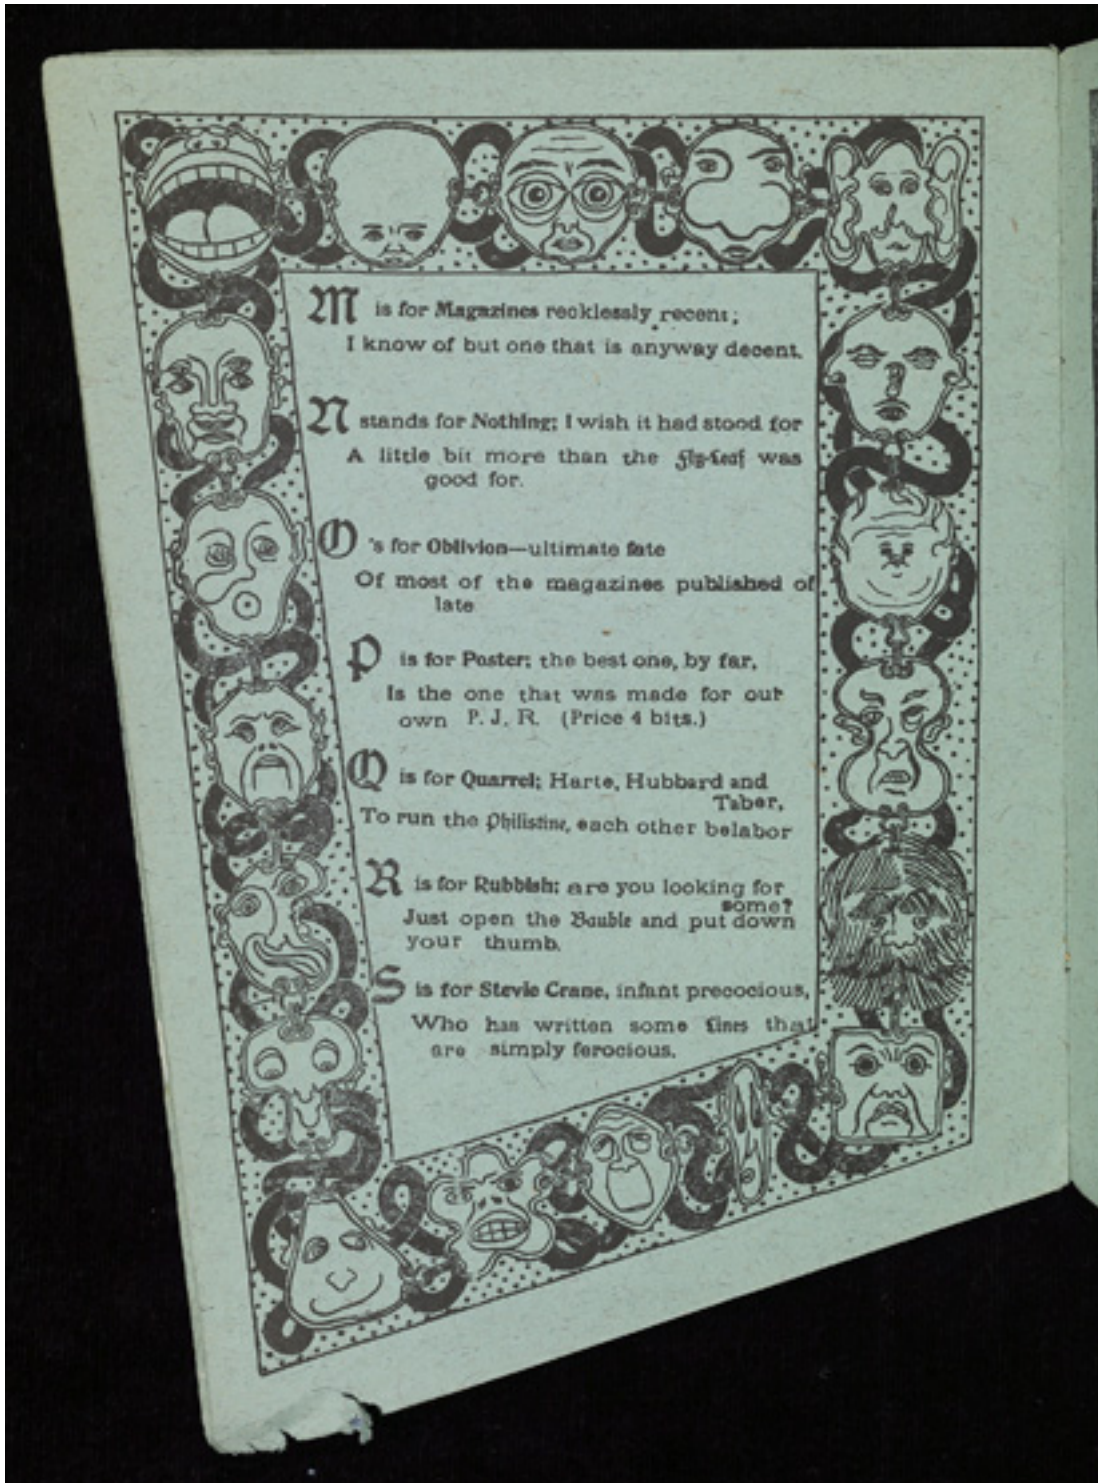 M is for Magazines recklessly recent;
I know of but one that is anyway decent.
N stands for Nothing; I wish it had stood for
A little bit more than the Fly-Leaf was
good for.
O's for Oblivion—ultimate fate
Of most of the magazines published of
late
P is for Poster; the best one, by far,
Is the one that was made for our
own P. J. R. (Price 4 bits.)
Q is for Quarrel; Harte, Hubbard and
Taber,
To run the Philistine, each other belabor
R is for Rubbish; are you looking for
some?
Just open the Bauble and put down
your thumb.
S is for Stevie Crane, infant precocious,
Who has written some Lines that
are simply ferocious.